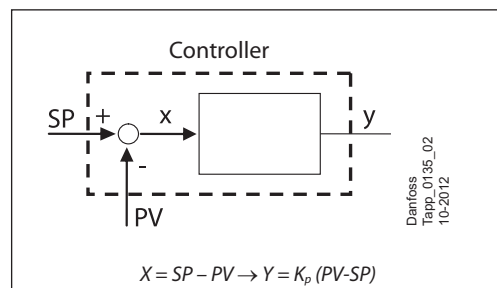 Controller
SP
+
x
y
-
PV
Danfoss
Tapp_0135_02
10-2012
X = SP – PV → Y = Kp (PV-SP)